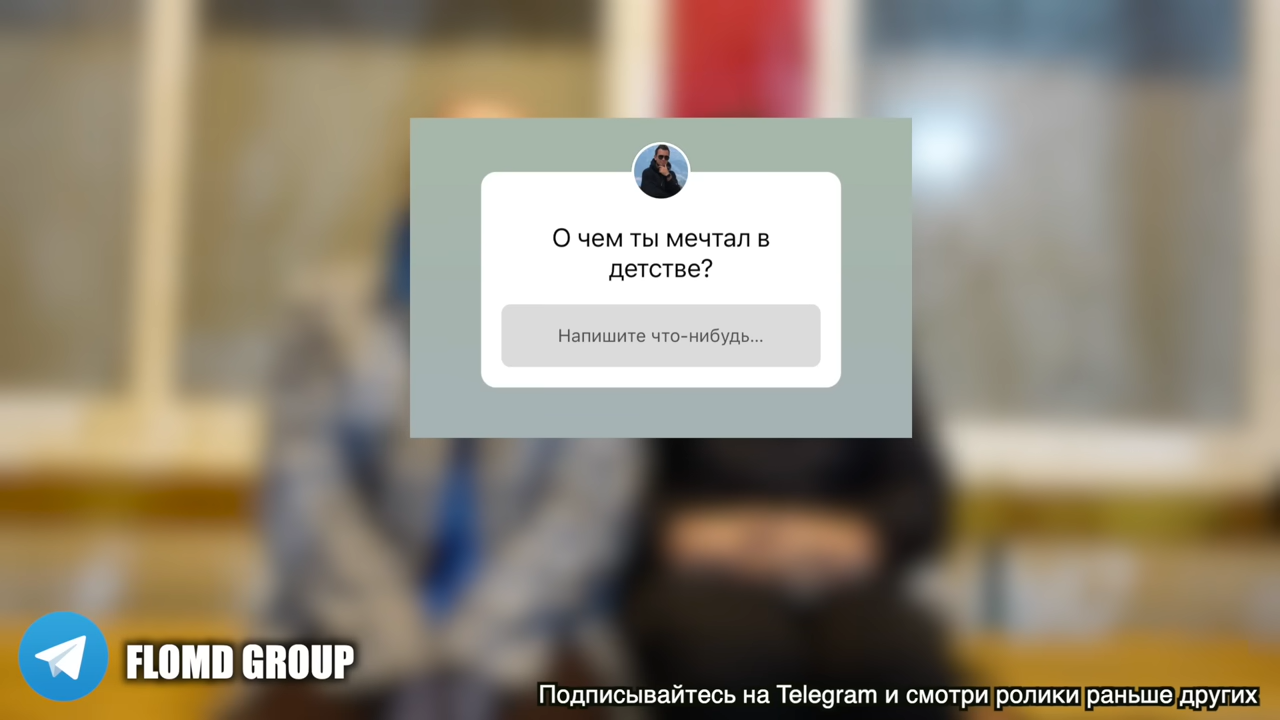 О чем ты мечтал в
детстве?
Напишите что-нибудь...
FLOMD GROUP
Подписывайтесь на Telegram и смотри ролики раньше других